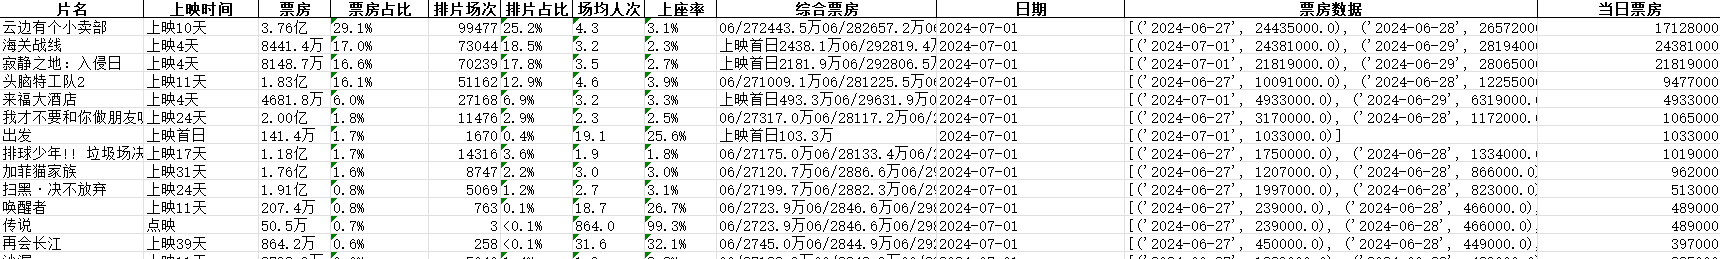 片名 上映时间 票房 票房占比 排片场次 排片占比 场均人次 上座率 综合票房 日期 票房数据 当日票房
云边有个小卖部 上映10天 3.76亿 29.1% 99477 25.2% 4.3 3.1% 06/272443.5万06/282657.2万06 2024-07-01 [('2024-06-27', 24435000.0), ('2024-06-28', 26572000 17128000
海关战线 上映4天 8441.4万 17.0% 73044 18.5% 3.2 2.3% 上映首日2438.1万06/292819.4万 2024-07-01 [('2024-07-01', 24381000.0), ('2024-06-29', 28194000 24381000
寂静之地：入侵日 上映4天 8148.7万 16.6% 70239 17.8% 3.5 2.7% 上映首日2181.9万06/292806.5万 2024-07-01 [('2024-07-01', 21819000.0), ('2024-06-29', 28065000 21819000
头脑特工队2 上映11天 1.83亿 16.1% 51162 12.9% 4.6 3.9% 06/271009.1万06/281225.5万06 2024-07-01 [('2024-06-27', 10091000.0), ('2024-06-28', 12255000 9477000
来福大酒店 上映4天 4681.8万 6.0% 27168 6.9% 3.2 3.3% 上映首日493.3万06/29631.9万0 2024-07-01 [('2024-07-01', 4933000.0), ('2024-06-29', 6319000.0 4933000
我才不要和你做朋友 上映24天 2.00亿 1.8% 11476 2.9% 2.3 2.5% 06/27317.0万06/28117.2万06/2 2024-07-01 [('2024-06-27', 3170000.0), ('2024-06-28', 1172000.0 1065000
出发 上映首日 141.4万 1.7% 1670 0.4% 19.1 25.6% 上映首日103.3万 2024-07-01 [('2024-07-01', 1033000.0)] 1033000
排球少年!! 垃圾场决 上映17天 1.18亿 1.7% 14316 3.6% 1.9 1.8% 06/27175.0万06/28133.4万06/2 2024-07-01 [('2024-06-27', 1750000.0), ('2024-06-28', 1334000.0 1019000
加菲猫家族 上映31天 1.76亿 1.6% 8747 2.2% 3.0 3.0% 06/27120.7万06/2886.6万06/29 2024-07-01 [('2024-06-27', 1207000.0), ('2024-06-28', 866000.0) 962000
扫黑·决不放弃 上映24天 1.91亿 0.8% 5069 1.2% 2.7 3.1% 06/27199.7万06/2882.3万06/29 2024-07-01 [('2024-06-27', 1997000.0), ('2024-06-28', 823000.0) 513000
唤醒者 上映11天 207.4万 0.8% 763 0.1% 18.7 26.7% 06/2723.9万06/2846.6万06/298 2024-07-01 [('2024-06-27', 239000.0), ('2024-06-28', 466000.0), 489000
传说 点映 50.5万 0.7% 3 <0.1% 864.0 99.3% 06/2723.9万06/2846.6万06/298 2024-07-01 [('2024-06-27', 239000.0), ('2024-06-28', 466000.0), 489000
再会长江 上映39天 864.2万 0.6% 258 <0.1% 31.6 32.1% 06/2745.0万06/2844.9万06/292 2024-07-01 [('2024-06-27', 450000.0), ('2024-06-28', 449000.0), 397000